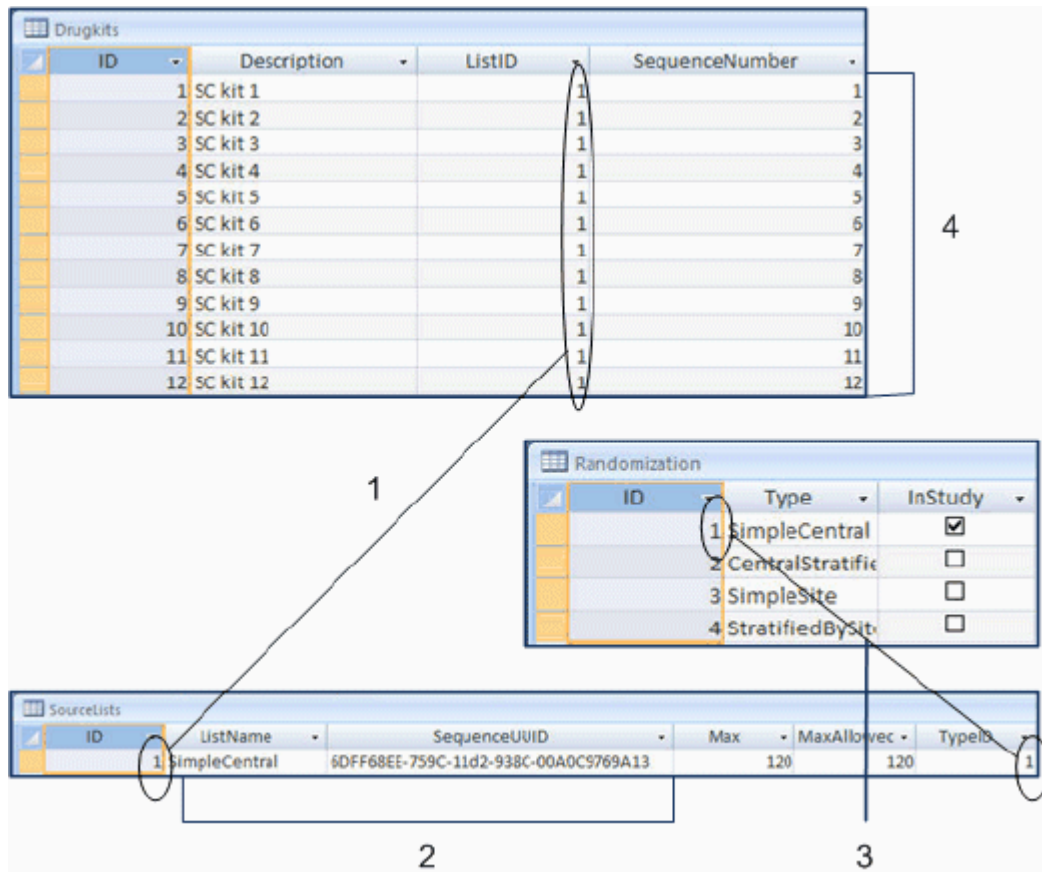 Drugkits
ID Description ListID SequenceNumber
1 SC kit 1 1 1
2 SC kit 2 1 2
3 SC kit 3 1 3
4 SC kit 4 1 4
5 SC kit 5 1 5
6 SC kit 6 1 6
7 SC kit 7 1 7
8 SC kit 8 1 8
9 SC kit 9 1 9
10 SC kit 10 1 10
11 SC kit 11 1 11
12 SC kit 12 1 12
4
1
Randomization
ID Type InStudy
1 SimpleCentral
2 CentralStratifie
3 SimpleSite
4 StratifiedBySit
SourceLists
ID ListName SequenceUUID Max MaxAllowec TypeID
1 SimpleCentral 6DFF68EE-759C-11d2-938C-00A0C9769A13 120 120 1
2
3